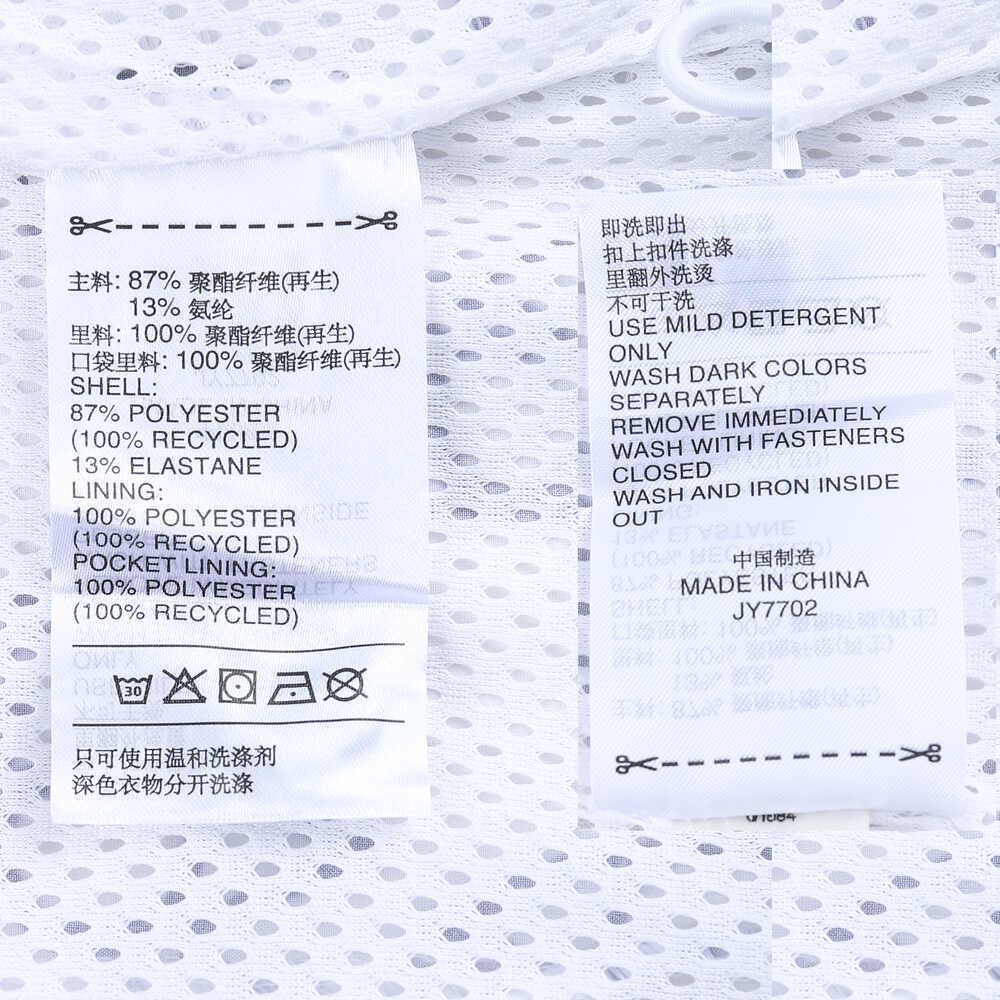 主料: 87% 聚酯纤维(再生)
13% 氨纶
里料: 100% 聚酯纤维(再生)
口袋里料: 100% 聚酯纤维(再生)
SHELL:
87% POLYESTER
(100% RECYCLED)
13% ELASTANE
LINING:
100% POLYESTER
(100% RECYCLED)
POCKET LINING:
100% POLYESTER
(100% RECYCLED)
30
只可使用温和洗涤剂
深色衣物分开洗涤
即洗即出
扣上扣件洗涤
里翻外洗烫
不可干洗
USE MILD DETERGENT
ONLY
WASH DARK COLORS
SEPARATELY
REMOVE IMMEDIATELY
WASH WITH FASTENERS
CLOSED
WASH AND IRON INSIDE
OUT
中国制造
MADE IN CHINA
JY7702